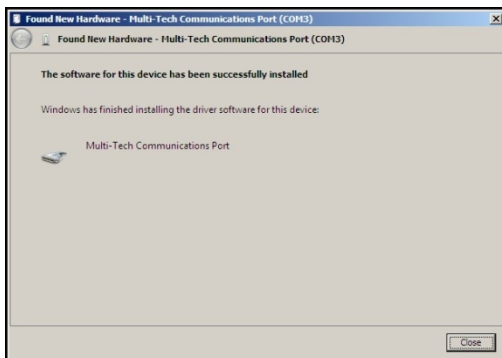 Found New Hardware - Multi-Tech Communications Port (COM3)
Found New Hardware - Multi-Tech Communications Port (COM3)
The software for this device has been successfully installed
Windows has finished installing the driver software for this device:
Multi-Tech Communications Port
Close